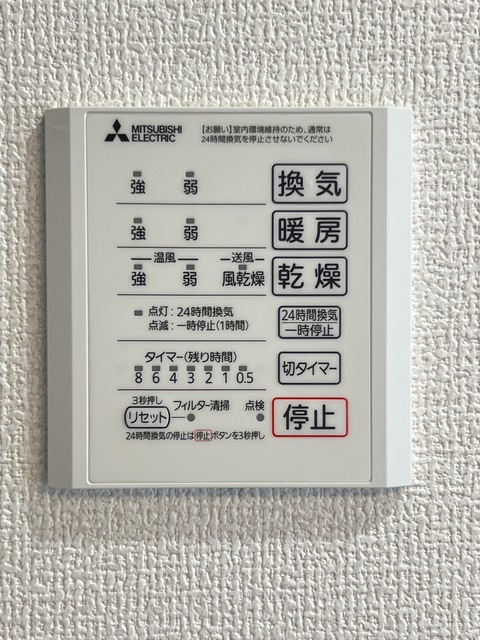 MITSUBISHI
ELECTRIC
【お願い】室内環境維持のため、通常は
24時間換気を停止させないでください
強 弱 換気
強 弱 暖房
温風 送風
強 弱 風乾燥 乾燥
点灯:24時間換気
点滅:一時停止(1時間)
24時間換気
一時停止
タイマー(残り時間)
8 6 4 3 2 1 0.5
切タイマー
3秒押し
リセット フィルター清掃 点検
停止
24時間換気の停止は停止ボタンを3秒押し